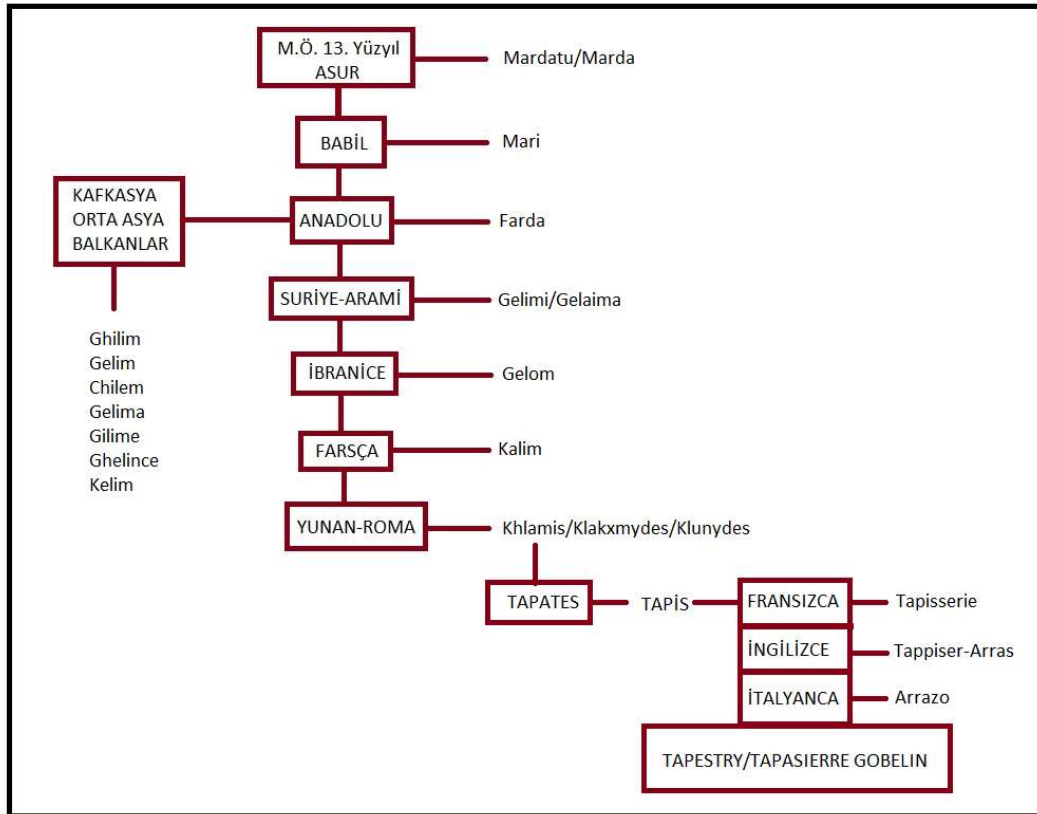 M.Ö. 13. Yüzyıl
ASUR
Mardatu/Marda
BABİL
Mari
KAFKASYA
ORTA ASYA
BALKANLAR
ANADOLU
Farda
SURİYE-ARAMİ
Gelimi/Gelaima
Ghilim
Gelim
Chilem
Gelima
Gilime
Ghelince
Kelim
İBRANİCE
Gelom
FARSÇA
Kalim
YUNAN-ROMA
Khlamis/Klakxmydes/Klunydes
TAPATES
TAPİS
FRANSIZCA
Tapisserie
İNGİLİZCE
Tappiser-Arras
İTALYANCA
Arrazo
TAPESTRY/TAPASIERRE GOBELIN